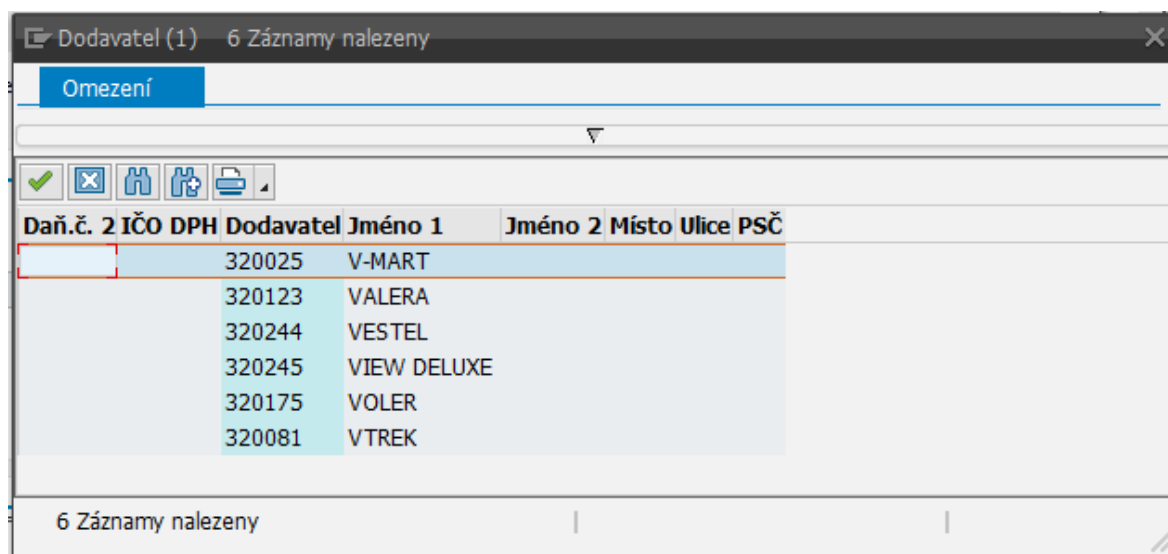 Dodavatel (1) 6 Záznamy nalezeny
Omezení
Daň.č. 2 IČO DPH Dodavatel Jméno 1 Jméno 2 Místo Ulice PSČ
320025 V-MART
320123 VALERA
320244 VESTEL
320245 VIEW DELUXE
320175 VOLER
320081 VTREK
6 Záznamy nalezeny